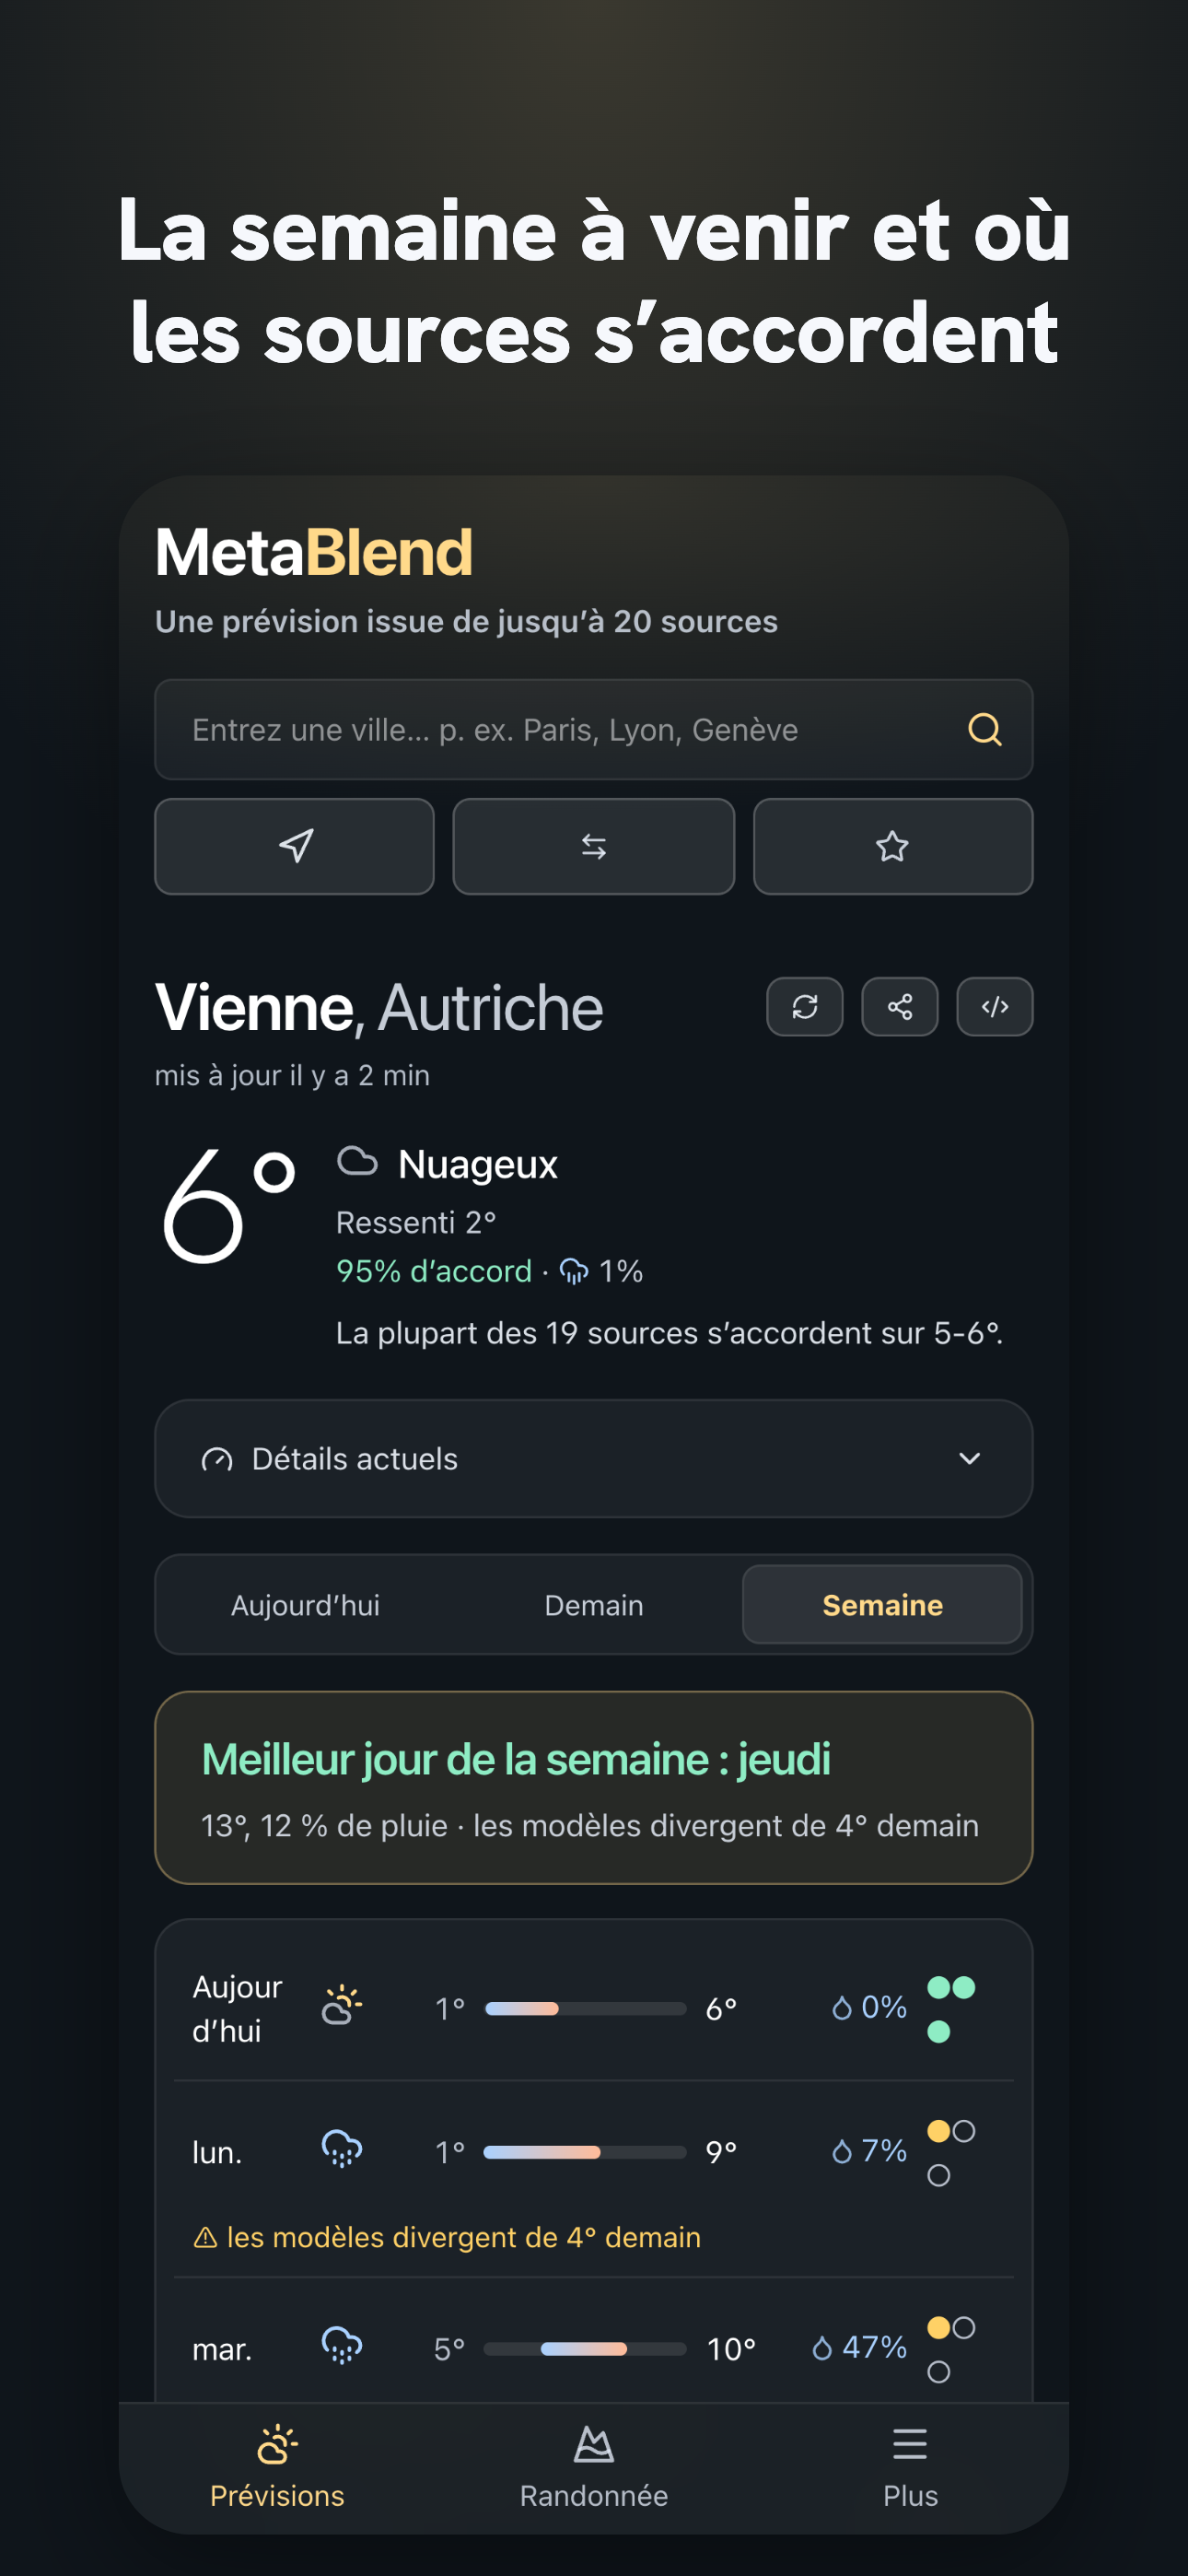 La semaine à venir et où
les sources s’accordent
MetaBlend
Une prévision issue de jusqu’à 20 sources
Entrez une ville... p. ex. Paris, Lyon, Genève
Vienne, Autriche
mis à jour il y a 2 min
6°
Nuageux
Ressenti 2°
95% d’accord · 1%
La plupart des 19 sources s’accordent sur 5-6°.
Détails actuels
Aujourd’hui Demain Semaine
Meilleur jour de la semaine : jeudi
13°, 12 % de pluie · les modèles divergent de 4° demain
Aujour
d’hui
1° 6° 0%
lun. 1° 9° 7%
les modèles divergent de 4° demain
mar. 5° 10° 47%
Prévisions Randonnée Plus